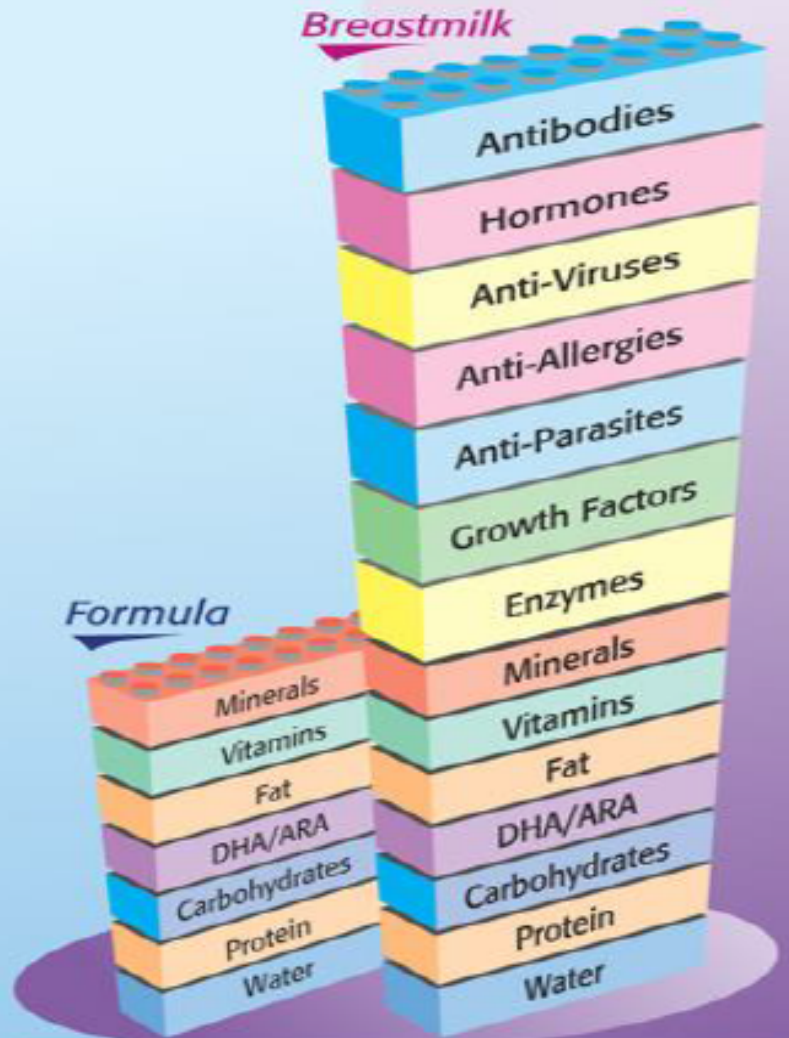 Breastmilk
Antibodies
Hormones
Anti-Viruses
Anti-Allergies
Anti-Parasites
Growth Factors
Enzymes
Minerals
Vitamins
Fat
DHA/ARA
Carbohydrates
Protein
Water
Formula
Minerals
Vitamins
Fat
DHA/ARA
Carbohydrates
Protein
Water